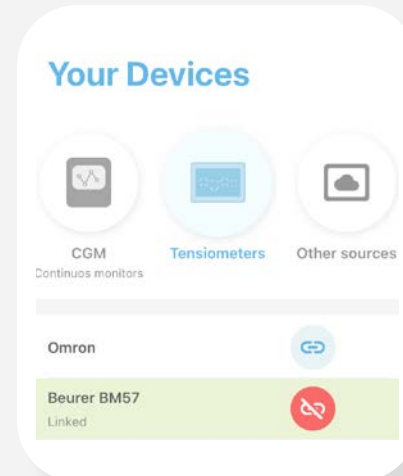 Your Devices
CGM
Continuos monitors
Tensiometers
Other sources
Omron
Beurer BM57
Linked